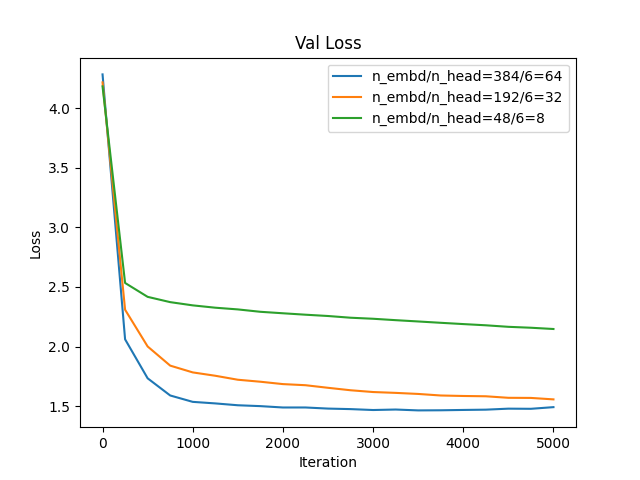 Val Loss
n_embd/n_head=384/6=64
n_embd/n_head=192/6=32
n_embd/n_head=48/6=8
4.0
3.5
3.0
2.5
2.0
1.5
Loss
0 1000 2000 3000 4000 5000
Iteration